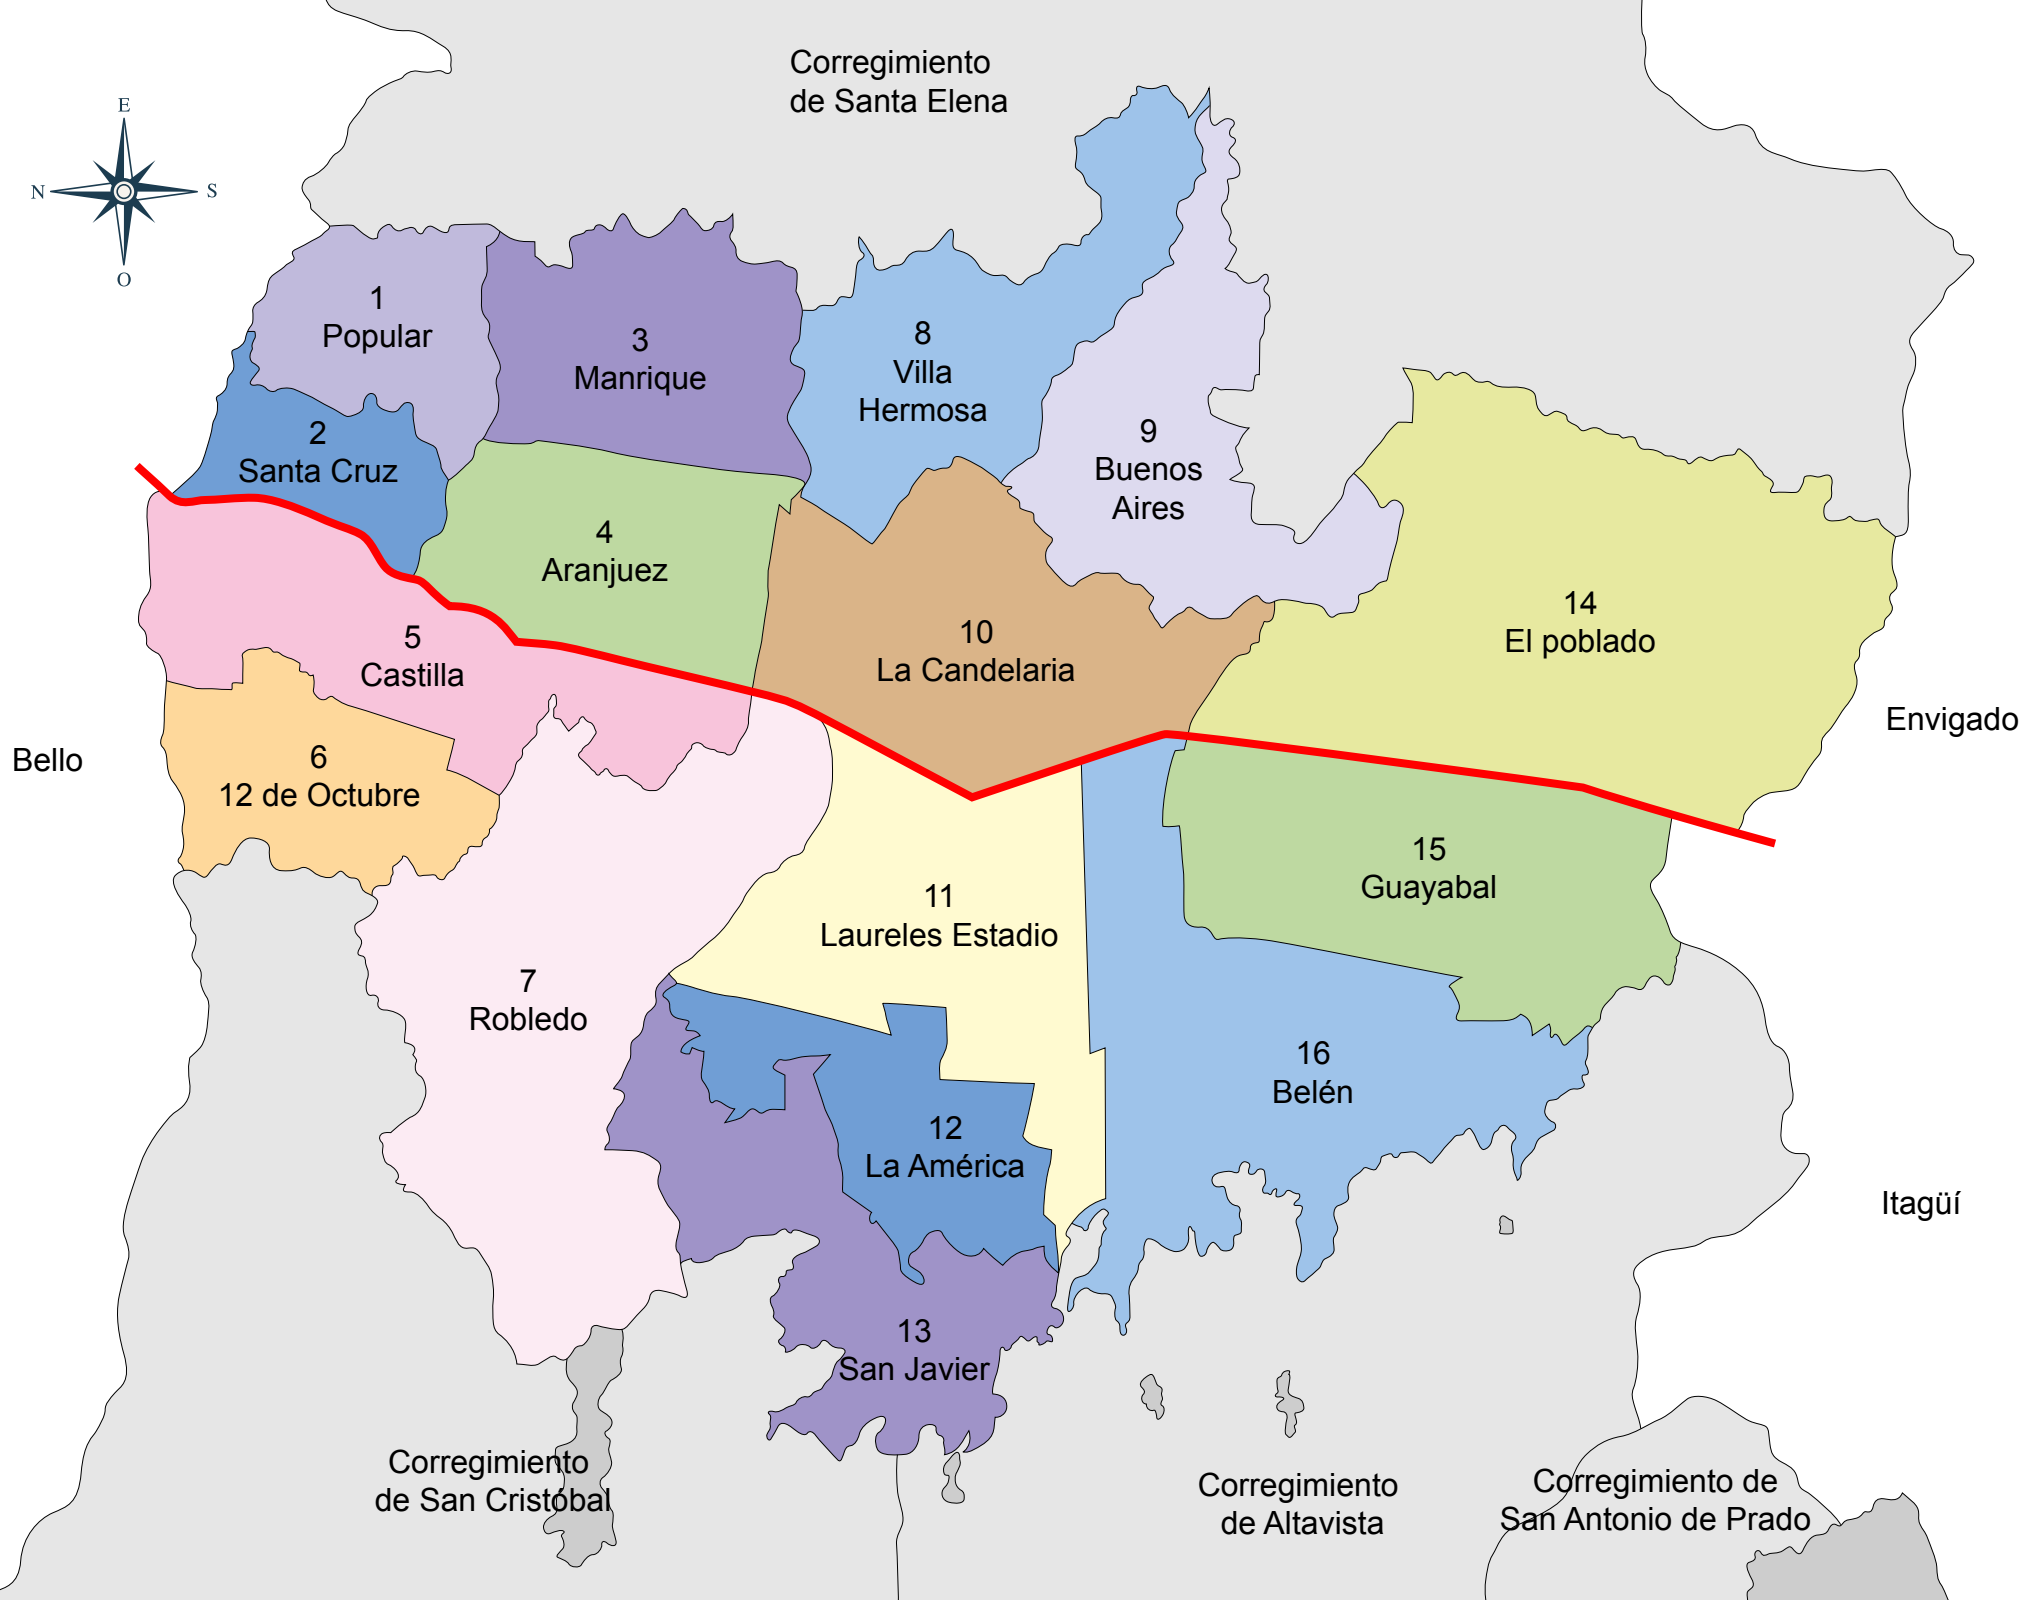 Corregimiento
de Santa Elena
E
N
S
O
1
Popular
3
Manrique
8
Villa
Hermosa
2
Santa Cruz
9
Buenos
Aires
4
Aranjuez
14
El poblado
10
La Candelaria
5
Castilla
Envigado
Bello
6
12 de Octubre
15
Guayabal
11
Laureles Estadio
7
Robledo
16
Belén
12
La América
Itagüí
13
San Javier
Corregimiento
de San Cristóbal
Corregimiento
de Altavista
Corregimiento de
San Antonio de Prado